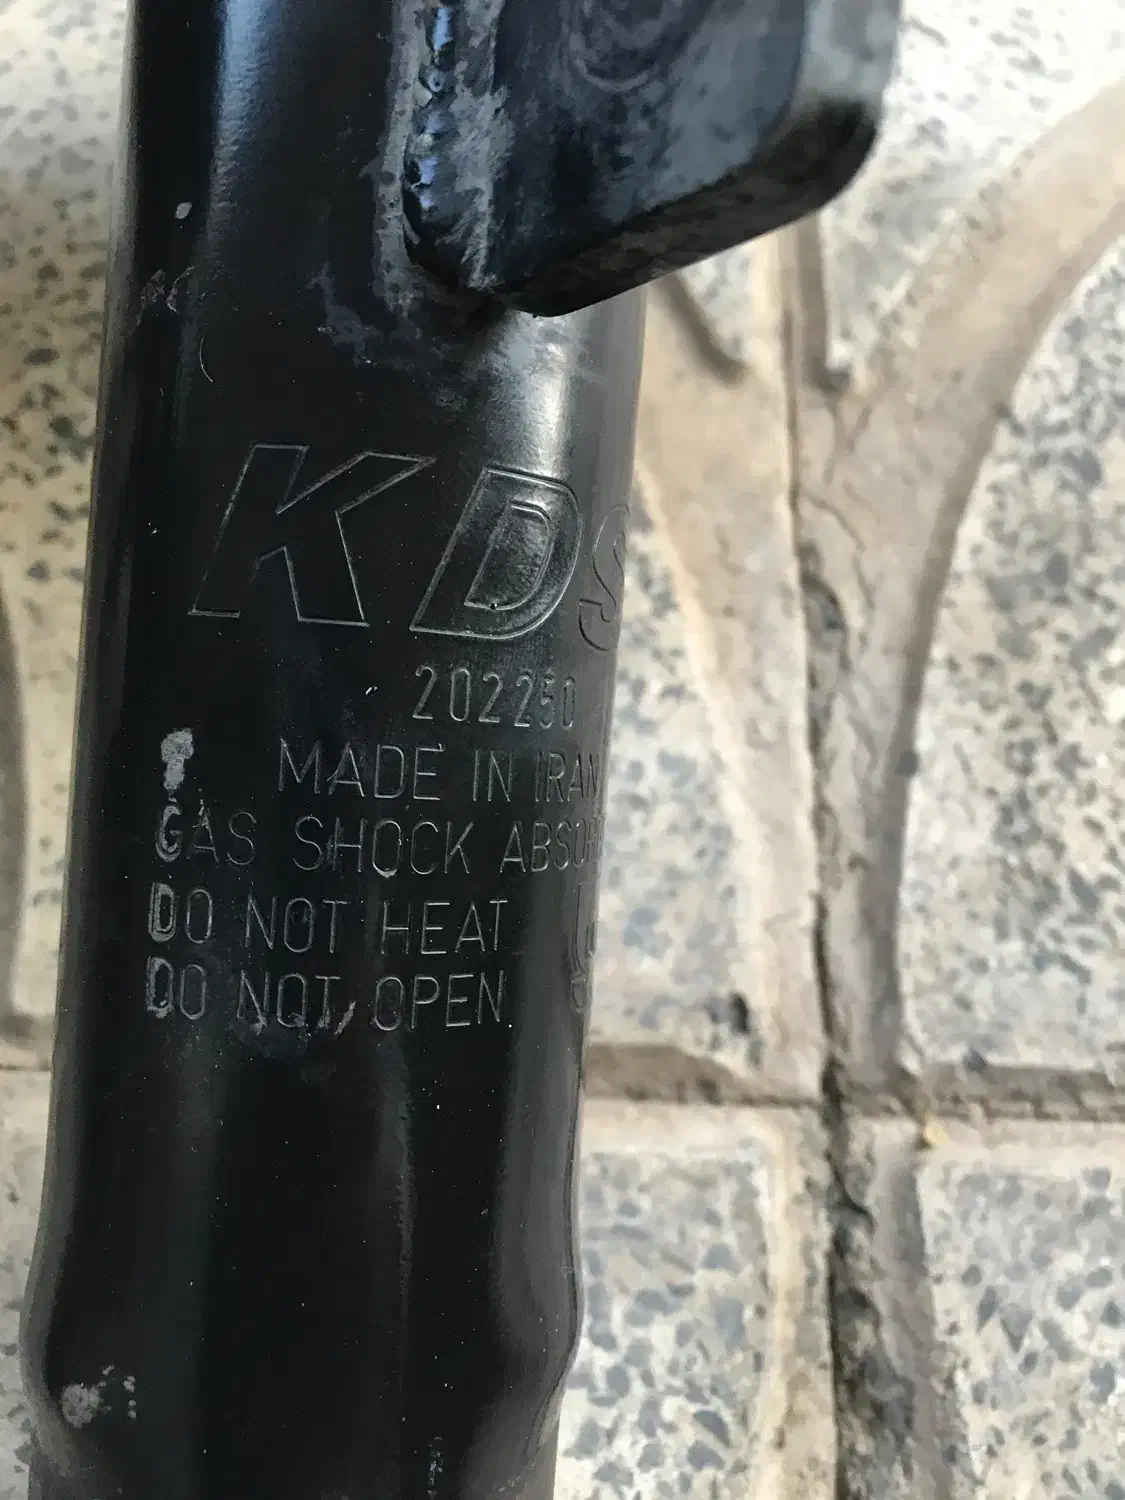 KDS
202250
MADE IN IRAN
GAS SHOCK
DO NOT HEAT
DO NOT OPEN